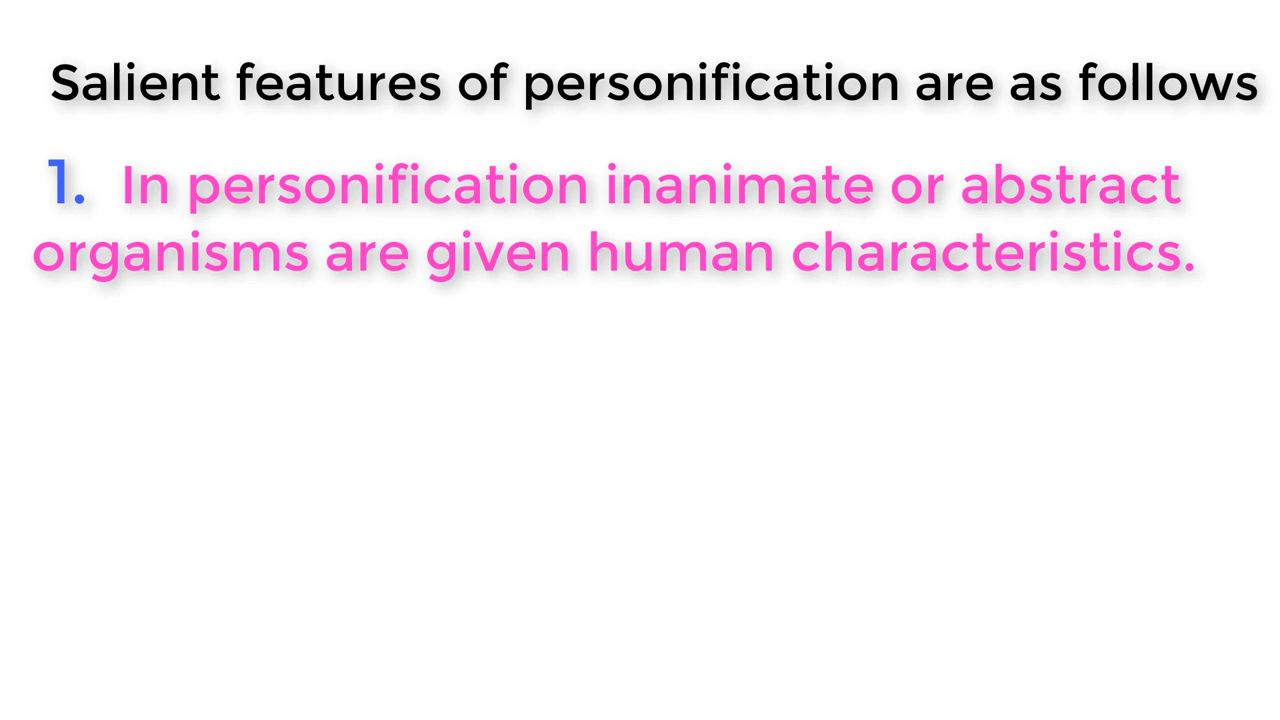 Salient features of personification are as follows
1. In personification inanimate or abstract
organisms are given human characteristics.